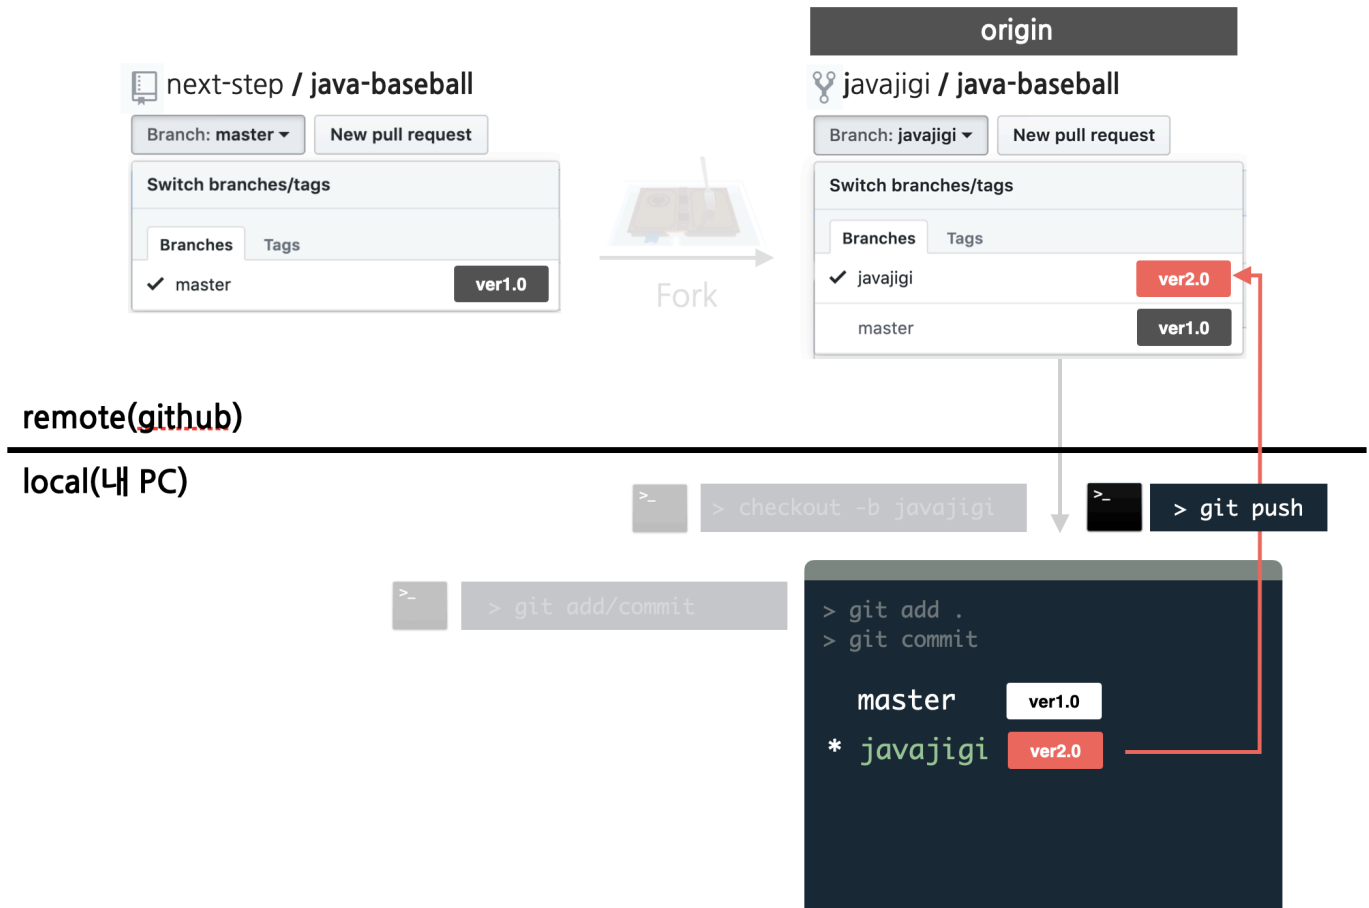 origin
next-step / java-baseball
Branch: master
New pull request
Switch branches/tags
Branches
Tags
master
ver1.0
Fork
javajigi / java-baseball
Branch: javajigi
New pull request
Switch branches/tags
Branches
Tags
javajigi
ver2.0
master
ver1.0
remote(github)
local(내 PC)
>_
> checkout -b javajigi
>_
> git push
>_
> git add/commit
> git add .
> git commit
master
ver1.0
* javajigi
ver2.0